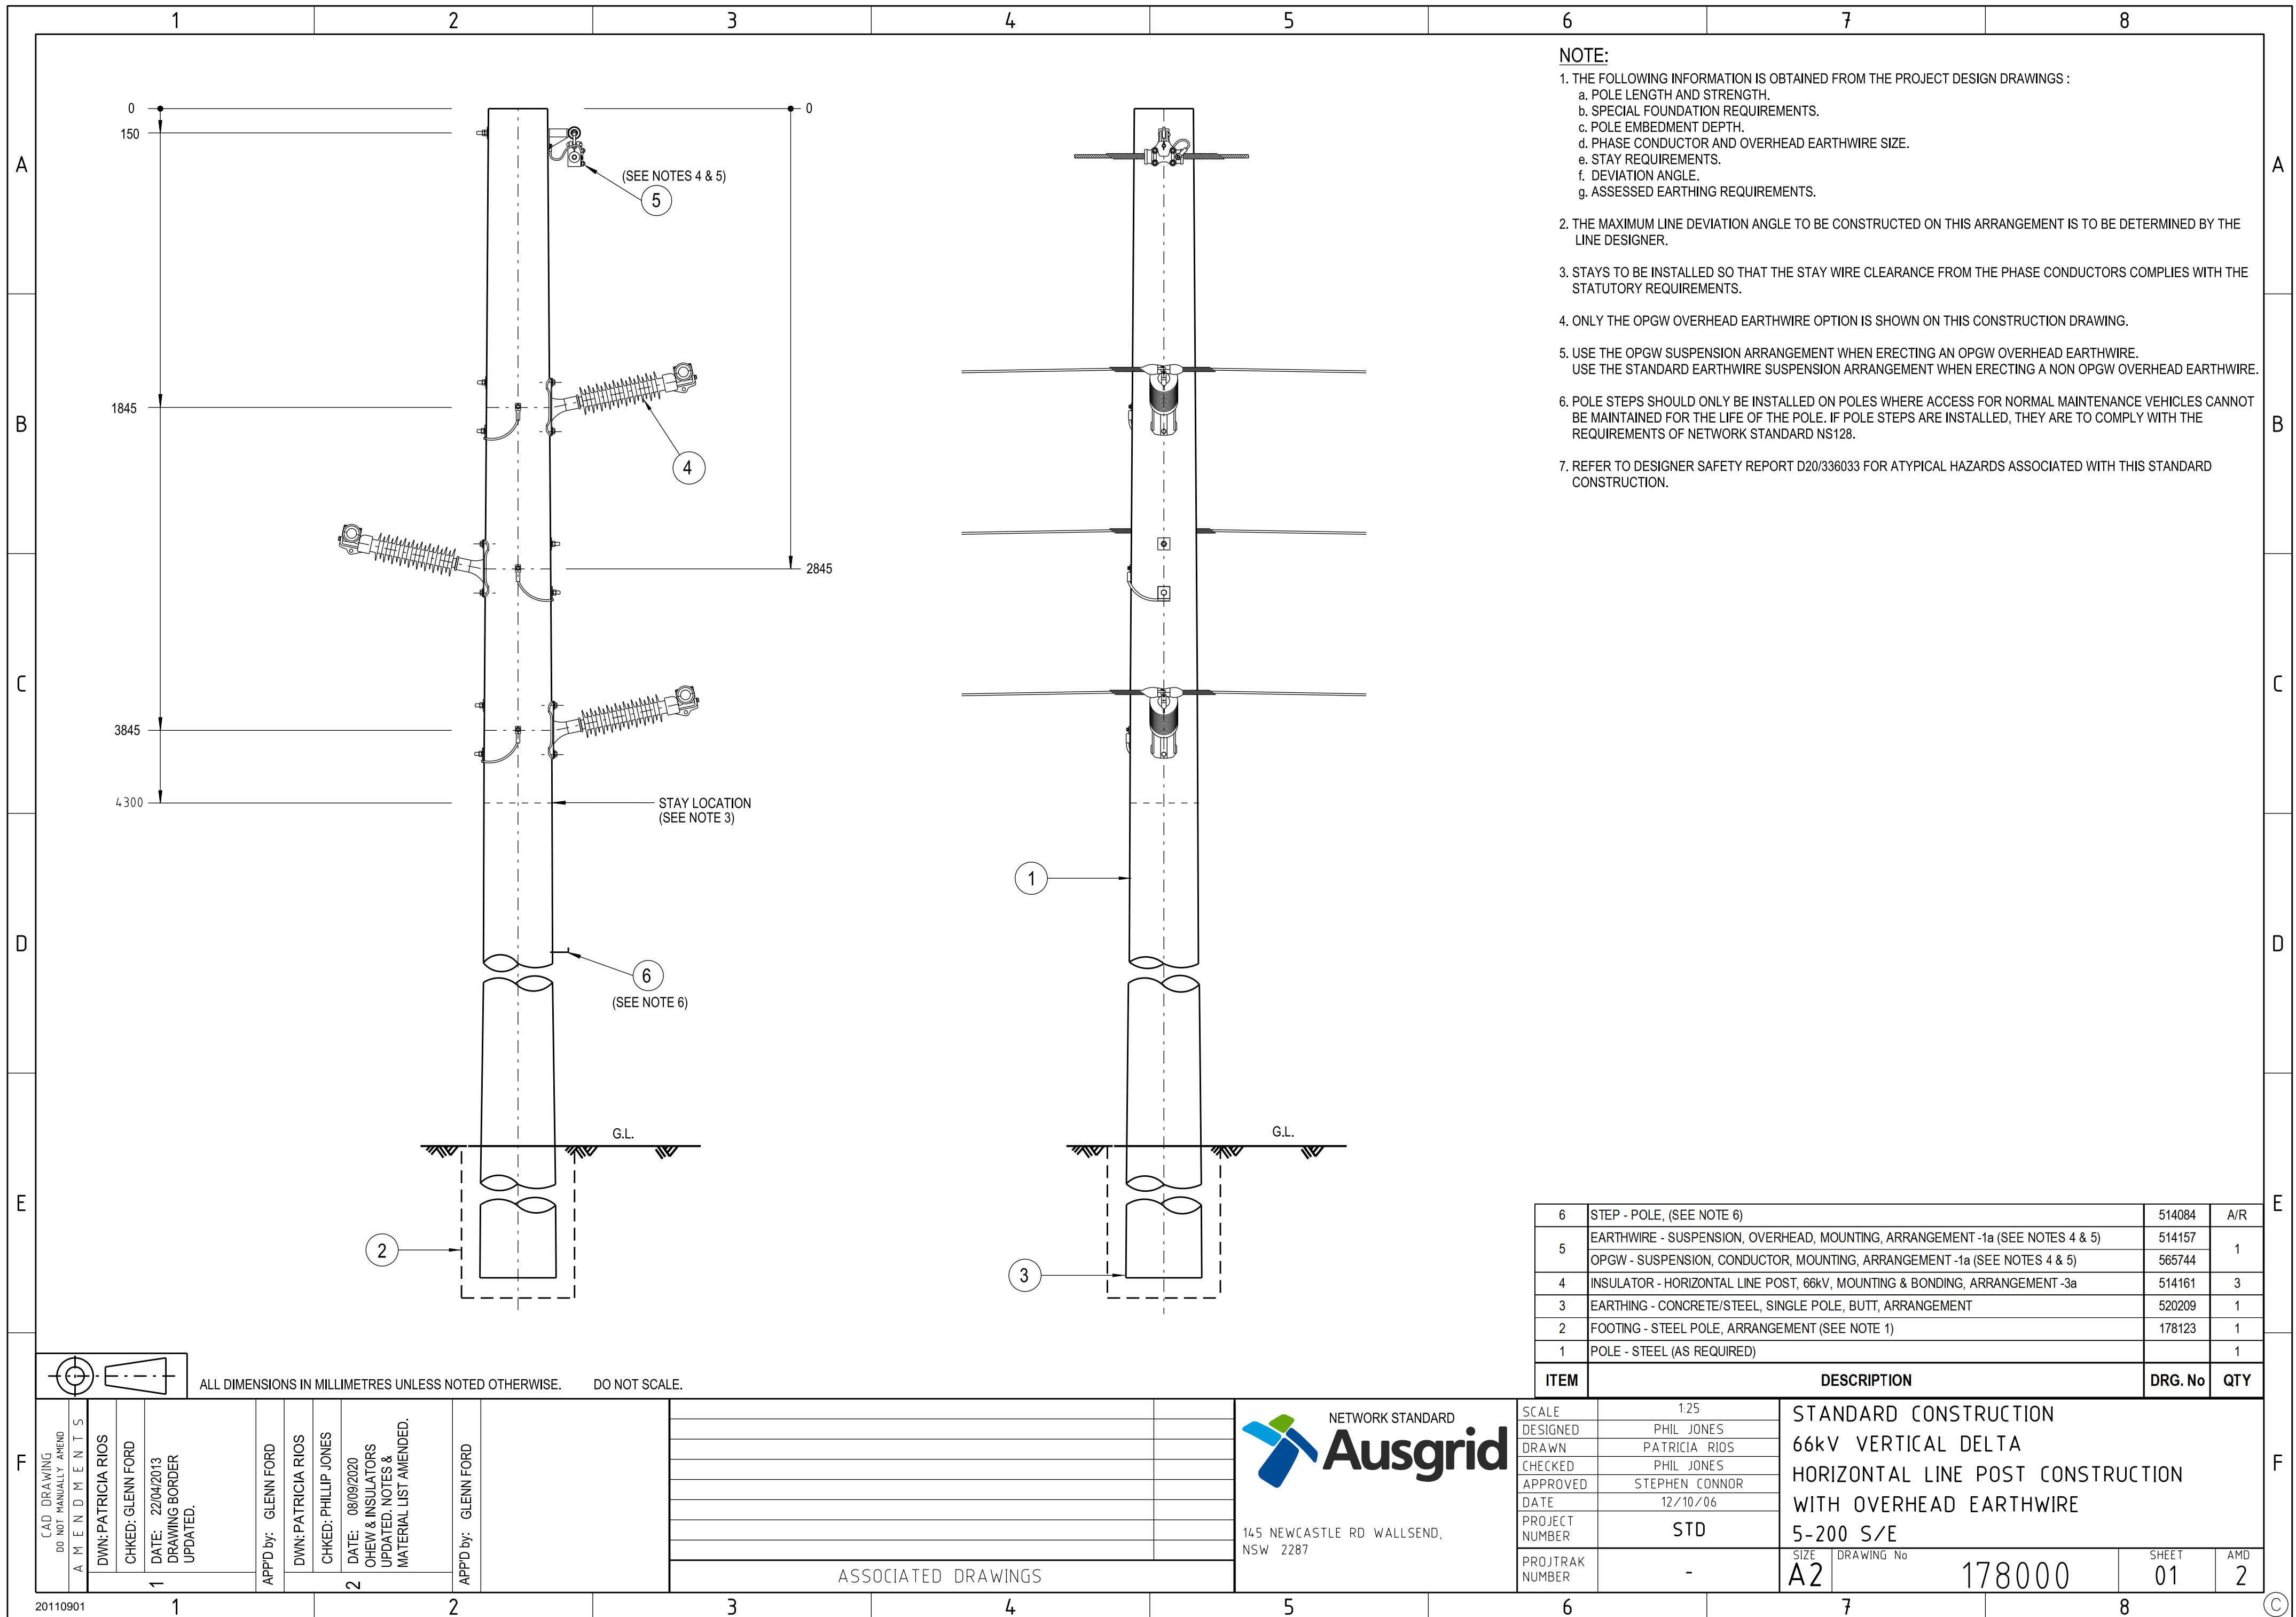 1 2 3 4 5 6 7 8
A
B
C
D
E
F
0
150
1845
3845
4300
0
2845
(SEE NOTES 4 & 5)
5
4
STAY LOCATION
(SEE NOTE 3)
6
(SEE NOTE 6)
G.L.
2
1
G.L.
3
NOTE:
1. THE FOLLOWING INFORMATION IS OBTAINED FROM THE PROJECT DESIGN DRAWINGS :
a. POLE LENGTH AND STRENGTH.
b. SPECIAL FOUNDATION REQUIREMENTS.
c. POLE EMBEDMENT DEPTH.
d. PHASE CONDUCTOR AND OVERHEAD EARTHWIRE SIZE.
e. STAY REQUIREMENTS.
f. DEVIATION ANGLE.
g. ASSESSED EARTHING REQUIREMENTS.
2. THE MAXIMUM LINE DEVIATION ANGLE TO BE CONSTRUCTED ON THIS ARRANGEMENT IS TO BE DETERMINED BY THE
LINE DESIGNER.
3. STAYS TO BE INSTALLED SO THAT THE STAY WIRE CLEARANCE FROM THE PHASE CONDUCTORS COMPLIES WITH THE
STATUTORY REQUIREMENTS.
4. ONLY THE OPGW OVERHEAD EARTHWIRE OPTION IS SHOWN ON THIS CONSTRUCTION DRAWING.
5. USE THE OPGW SUSPENSION ARRANGEMENT WHEN ERECTING AN OPGW OVERHEAD EARTHWIRE.
USE THE STANDARD EARTHWIRE SUSPENSION ARRANGEMENT WHEN ERECTING A NON OPGW OVERHEAD EARTHWIRE.
6. POLE STEPS SHOULD ONLY BE INSTALLED ON POLES WHERE ACCESS FOR NORMAL MAINTENANCE VEHICLES CANNOT
BE MAINTAINED FOR THE LIFE OF THE POLE. IF POLE STEPS ARE INSTALLED, THEY ARE TO COMPLY WITH THE
REQUIREMENTS OF NETWORK STANDARD NS128.
7. REFER TO DESIGNER SAFETY REPORT D20/336033 FOR ATYPICAL HAZARDS ASSOCIATED WITH THIS STANDARD
CONSTRUCTION.
6 STEP - POLE, (SEE NOTE 6) 514084 A/R
5 EARTHWIRE - SUSPENSION, OVERHEAD, MOUNTING, ARRANGEMENT -1a (SEE NOTES 4 & 5) 514157 1
OPGW - SUSPENSION, CONDUCTOR, MOUNTING, ARRANGEMENT -1a (SEE NOTES 4 & 5) 565744
4 INSULATOR - HORIZONTAL LINE POST, 66kV, MOUNTING & BONDING, ARRANGEMENT -3a 514161 3
3 EARTHING - CONCRETE/STEEL, SINGLE POLE, BUTT, ARRANGEMENT 520209 1
2 FOOTING - STEEL POLE, ARRANGEMENT (SEE NOTE 1) 178123 1
1 POLE - STEEL (AS REQUIRED) 1
ITEM DESCRIPTION DRG. No QTY
ALL DIMENSIONS IN MILLIMETRES UNLESS NOTED OTHERWISE. DO NOT SCALE.
CAD DRAWING
DO NOT MANUALLY AMEND
AMENDMENTS
1
DWN: PATRICIA RIOS
CHKED: GLENN FORD
DATE: 22/04/2013
DRAWING BORDER
UPDATED.
APP'D by: GLENN FORD
2
DWN: PATRICIA RIOS
CHKED: PHILLIP JONES
DATE: 08/09/2020
OHEW & INSULATORS
UPDATED. NOTES &
MATERIAL LIST AMENDED.
APP'D by: GLENN FORD
ASSOCIATED DRAWINGS
NETWORK STANDARD
Ausgrid
145 NEWCASTLE RD WALLSEND,
NSW 2287
SCALE 1:25
DESIGNED PHIL JONES
DRAWN PATRICIA RIOS
CHECKED PHIL JONES
APPROVED STEPHEN CONNOR
DATE 12/10/06
PROJECT
NUMBER STD
PROJTRAK
NUMBER -
STANDARD CONSTRUCTION
66kV VERTICAL DELTA
HORIZONTAL LINE POST CONSTRUCTION
WITH OVERHEAD EARTHWIRE
5-200 S/E
SIZE A2
DRAWING No 178000
SHEET 01
AMD 2
A
B
C
D
E
F
20110901
1 2 3 4 5 6 7 8
©